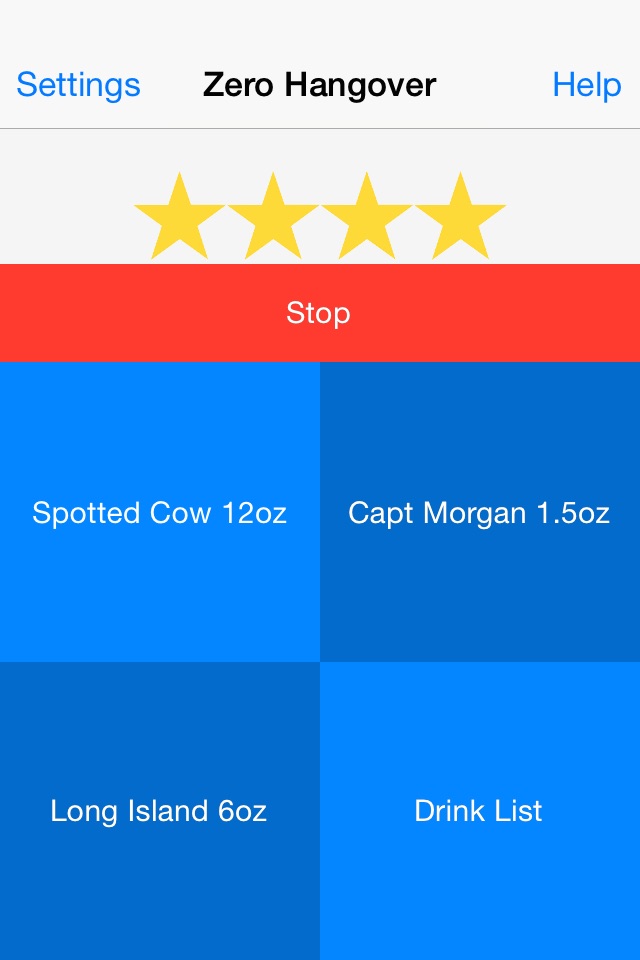 Settings Zero Hangover Help
Stop
Spotted Cow 12oz
Capt Morgan 1.5oz
Long Island 6oz
Drink List